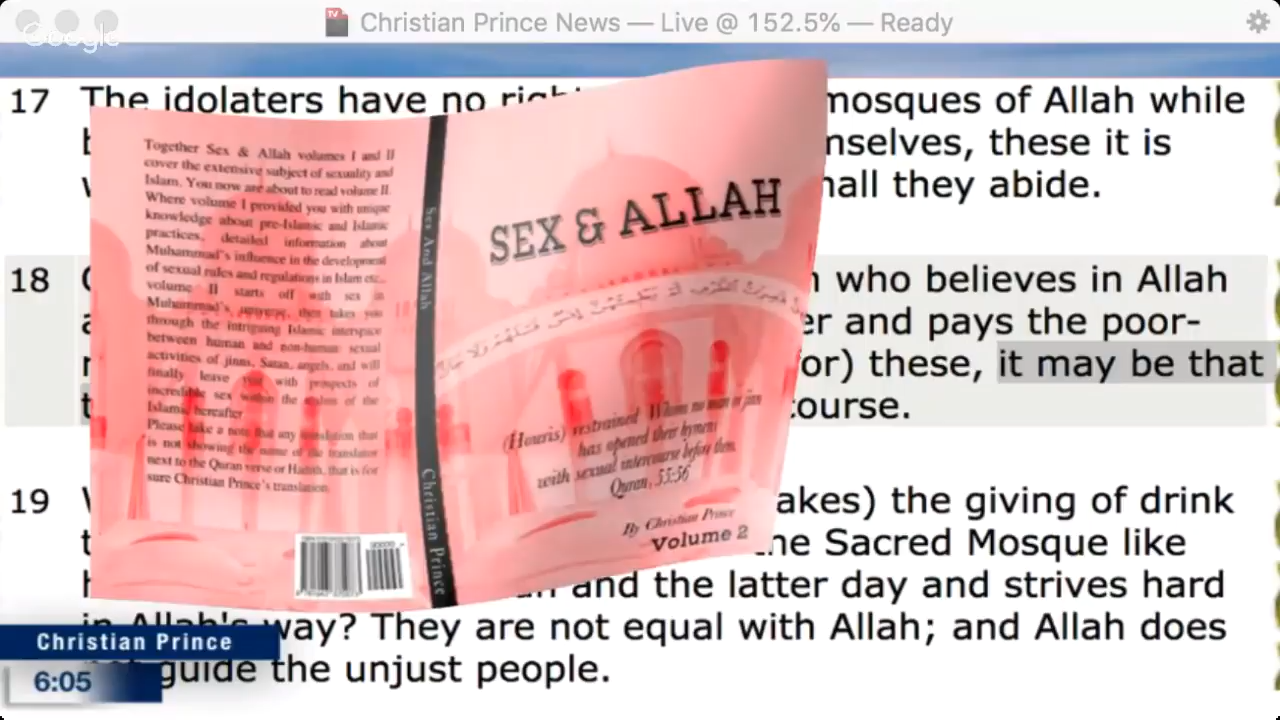 Christian Prince News — Live @ 152.5% — Ready
Google
17 The idolaters have no mosques of Allah while
these it is
they abide.
18 who believes in Allah
and pays the poor-
these, it may be that
course.
19 the giving of drink
the Sacred Mosque like
and the latter day and strives hard
in Allah's way? They are not equal with Allah; and Allah does
guide the unjust people.
Together Sex & Allah volumes I and II
cover the extensive subject of sexuality and
Islam. You now are about to read volume II.
Where volume I provided you with unique
knowledge about pre-Islamic and Islamic
practices, detailed information about
Muhammad's influence in the development
of sexual rules and regulations in Islam etc.,
volume II starts off with sex in
Muhammad's universe, then takes you
through the intriguing Islamic interspace
between human and non-human sexual
activities of jinns, Satan, angels, and will
finally leave you with prospects of
incredible sex within the of the
Islamic hereafter
Please take a note that any translation that
is not showing the name of the translator
next to the Quran verse or Hadith, that is for
sure Christian Prince's translation.
Sex And Allah
Christian Prince
SEX & ALLAH
(Houris) restrained Whom no man or jinn
has opened their hymens
with sexual intercourse before them.
Quran, 55:56
By Christian Prince
Volume 2
Christian Prince
6:05